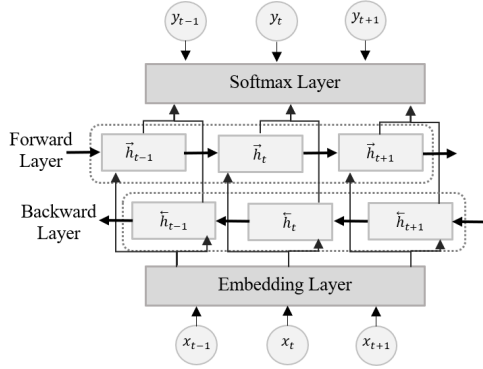 y_{t−1} y_t y_{t+1}
Softmax Layer
Forward
Layer
h⃗_{t−1} h⃗_t h⃗_{t+1}
Backward
Layer
h⃖_{t−1} h⃖_t h⃖_{t+1}
Embedding Layer
x_{t−1} x_t x_{t+1}